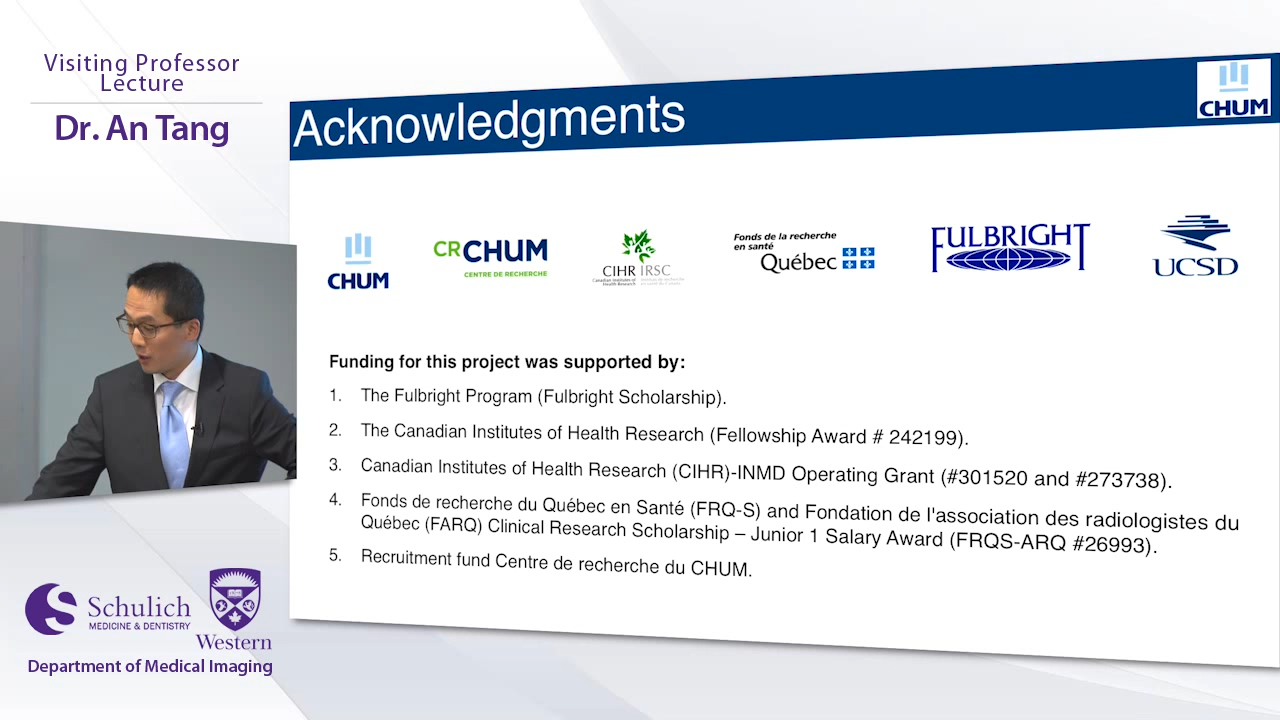 Visiting Professor
Lecture
Dr. An Tang
Acknowledgments
CHUM
CHUM
CRCHUM
CENTRE DE RECHERCHE
CIHR IRSC
Canadian Institutes of
Health Research
Fonds de la recherche
en santé
Québec
FULBRIGHT
UCSD
Funding for this project was supported by:
1. The Fulbright Program (Fulbright Scholarship).
2. The Canadian Institutes of Health Research (Fellowship Award # 242199).
3. Canadian Institutes of Health Research (CIHR)-INMD Operating Grant (#301520 and #273738).
4. Fonds de recherche du Québec en Santé (FRQ-S) and Fondation de l'association des radiologistes du
Québec (FARQ) Clinical Research Scholarship – Junior 1 Salary Award (FRQS-ARQ #26993).
5. Recruitment fund Centre de recherche du CHUM.
Schulich
MEDICINE & DENTISTRY
Western
Department of Medical Imaging